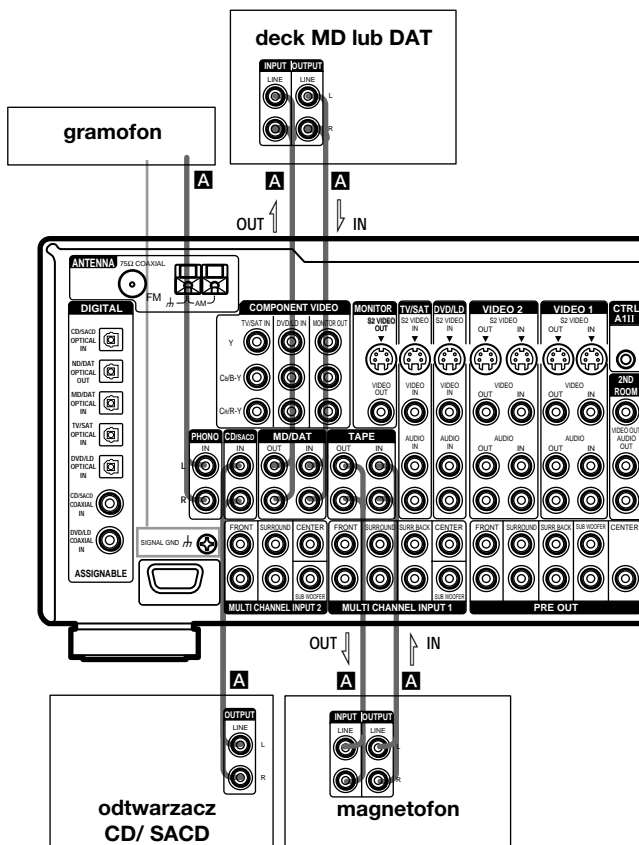 deck MD lub DAT
INPUT OUTPUT
LINE LINE
L
R
gramofon
A A A
OUT IN
ANTENNA 75Ω COAXIAL
FM AM
DIGITAL
CD/SACD OPTICAL IN
ND/DAT OPTICAL OUT
MD/DAT OPTICAL IN
TV/SAT OPTICAL IN
DVD/LD OPTICAL IN
CD/SACD COAXIAL IN
DVD/LD COAXIAL IN
ASSIGNABLE
COMPONENT VIDEO
TV/SAT IN DVD/LD IN MONITOR OUT
Y
CB/B-Y
CB/R-Y
MONITOR TV/SAT DVD/LD VIDEO 2 VIDEO 1 CTRL A1II
S2 VIDEO OUT S2 VIDEO IN S2 VIDEO IN S2 VIDEO OUT IN S2 VIDEO OUT IN
VIDEO OUT VIDEO IN VIDEO IN VIDEO OUT IN VIDEO OUT IN
2ND ROOM
VIDEO OUT
AUDIO OUT
AUDIO IN AUDIO IN AUDIO OUT IN AUDIO OUT IN
PHONO CD/SACD MD/DAT TAPE
IN IN OUT IN OUT IN
L
R
SIGNAL GND
FRONT SURROUND CENTER FRONT SURROUND SURR BACK CENTER FRONT SURROUND SURR BACK SUB WOOFER CENTER
SUB WOOFER SUB WOOFER
MULTI CHANNEL INPUT 2 MULTI CHANNEL INPUT 1 PRE OUT
OUT IN
A A A
OUTPUT
LINE
L
R
odtwarzacz
CD/ SACD
INPUT OUTPUT
LINE LINE
L
R
magnetofon